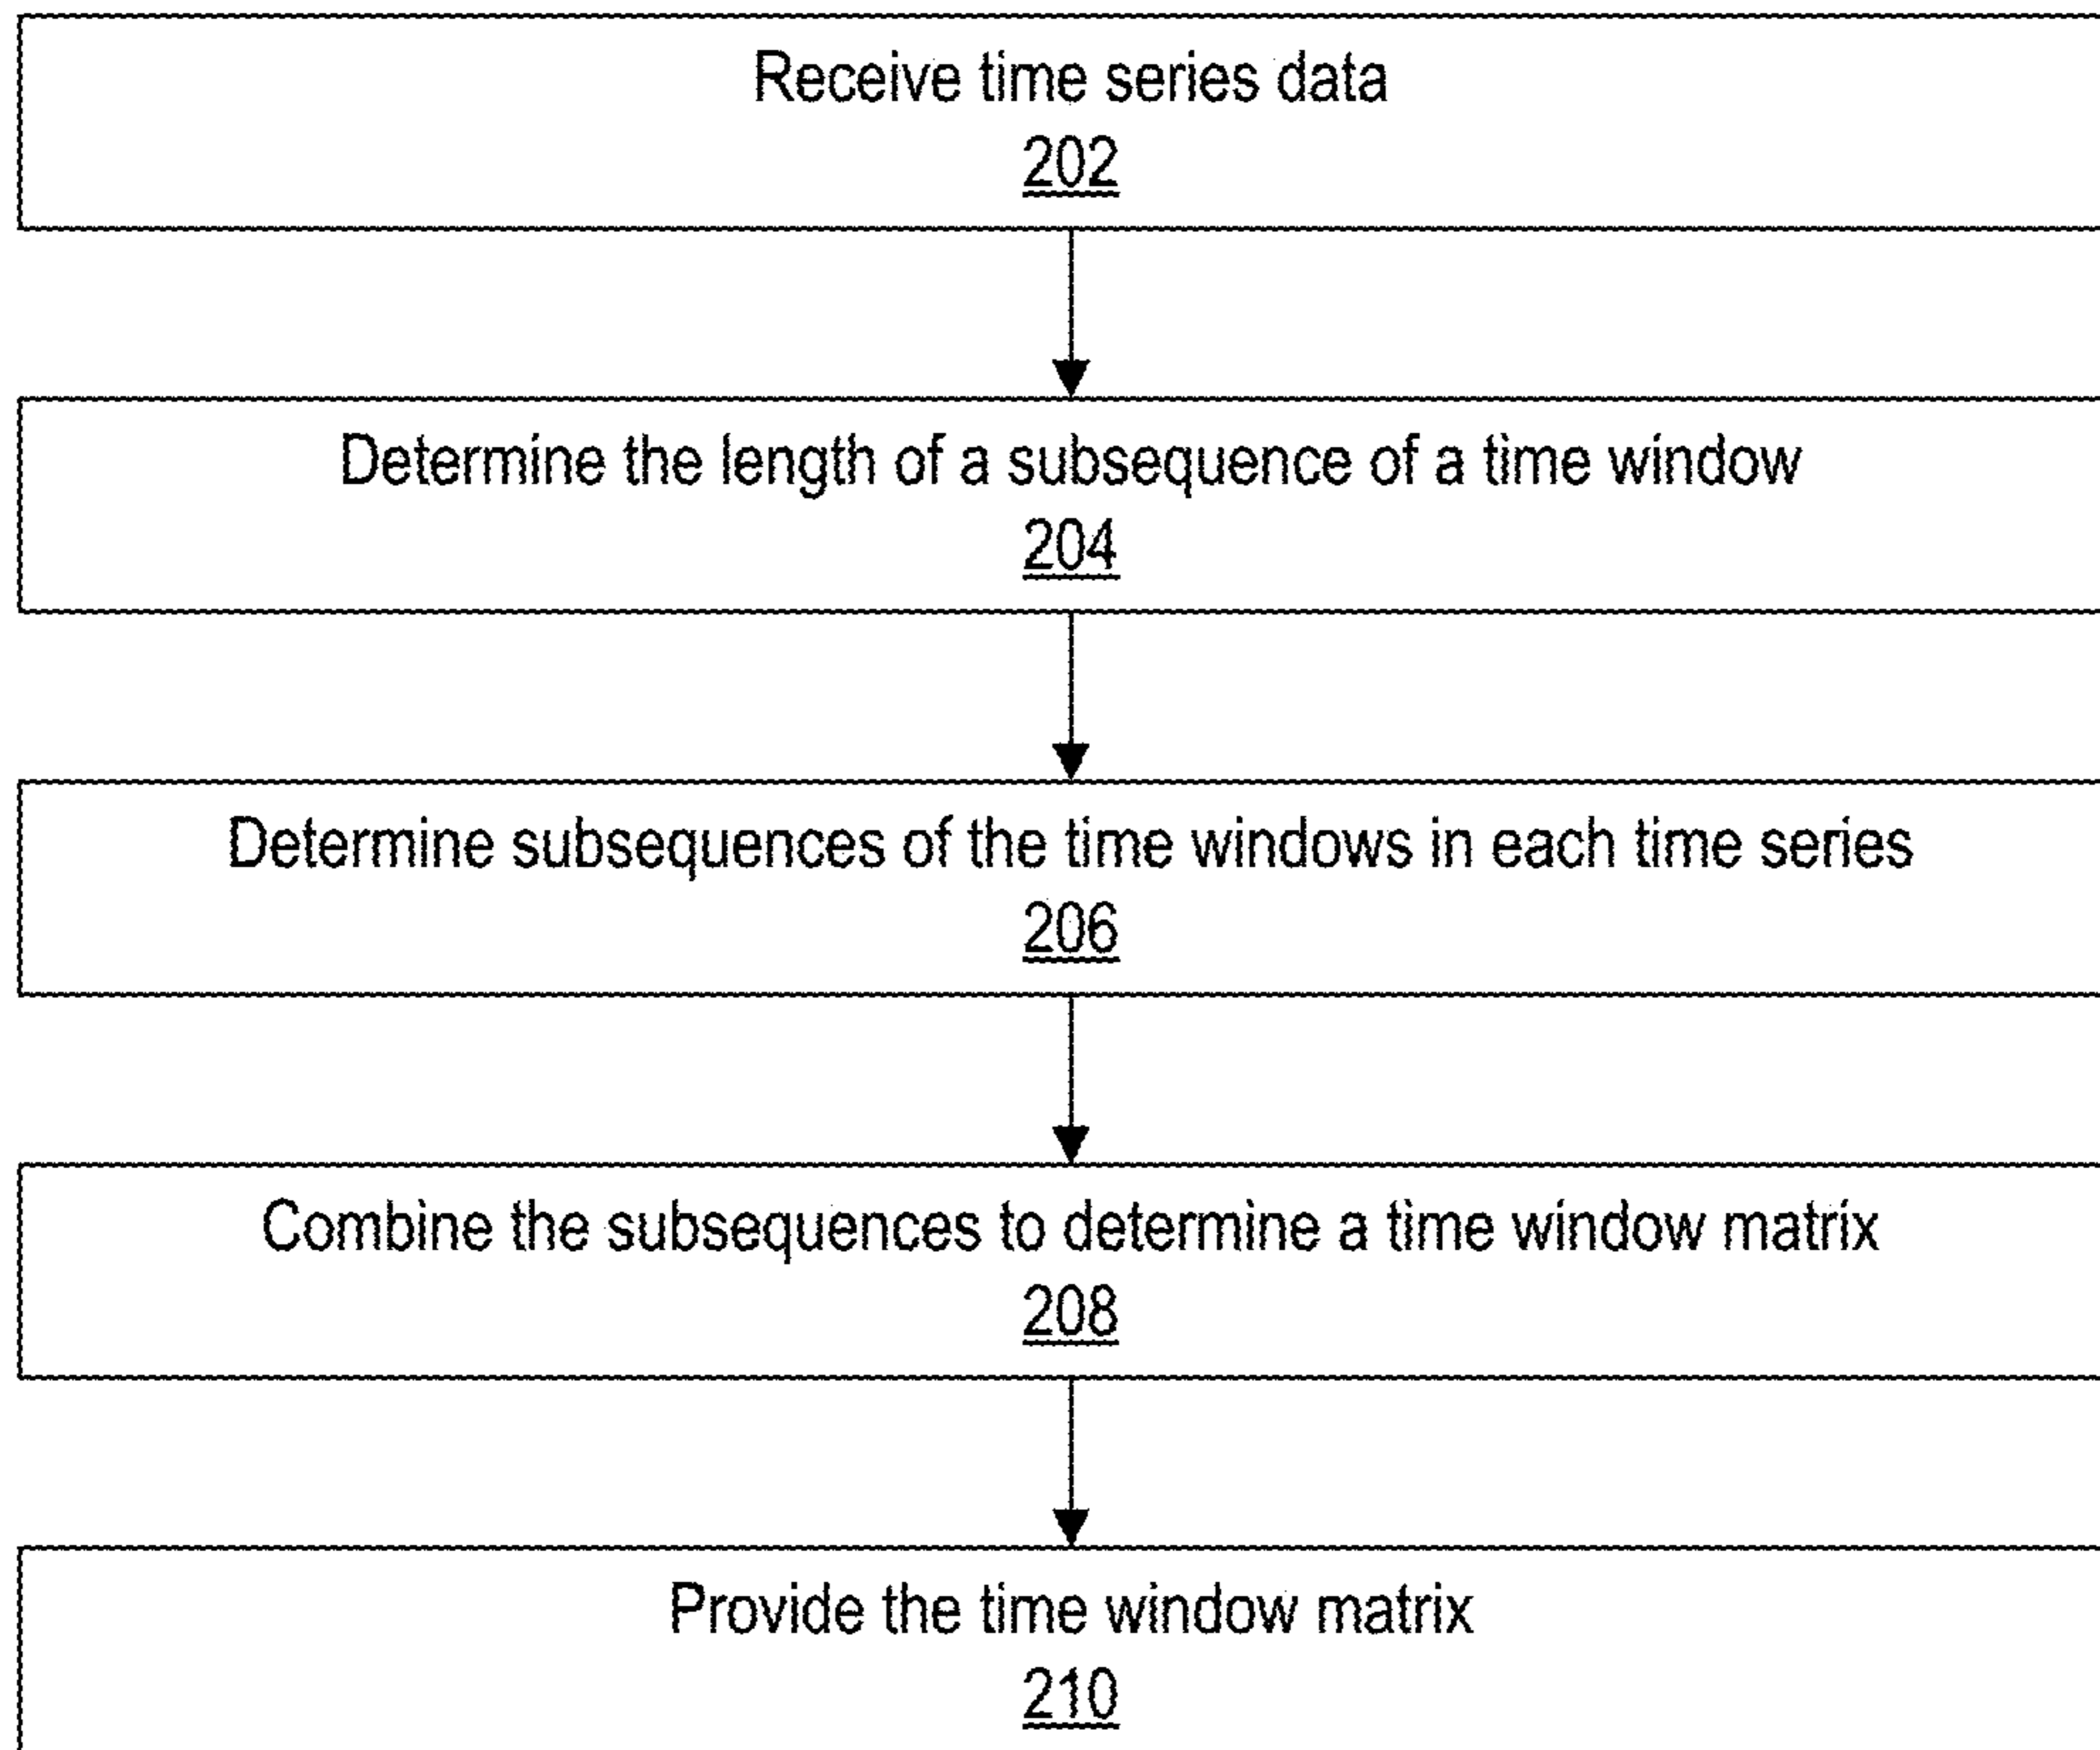 Receive time series data
202
Determine the length of a subsequence of a time window
204
Determine subsequences of the time windows in each time series
206
Combine the subsequences to determine a time window matrix
208
Provide the time window matrix
210